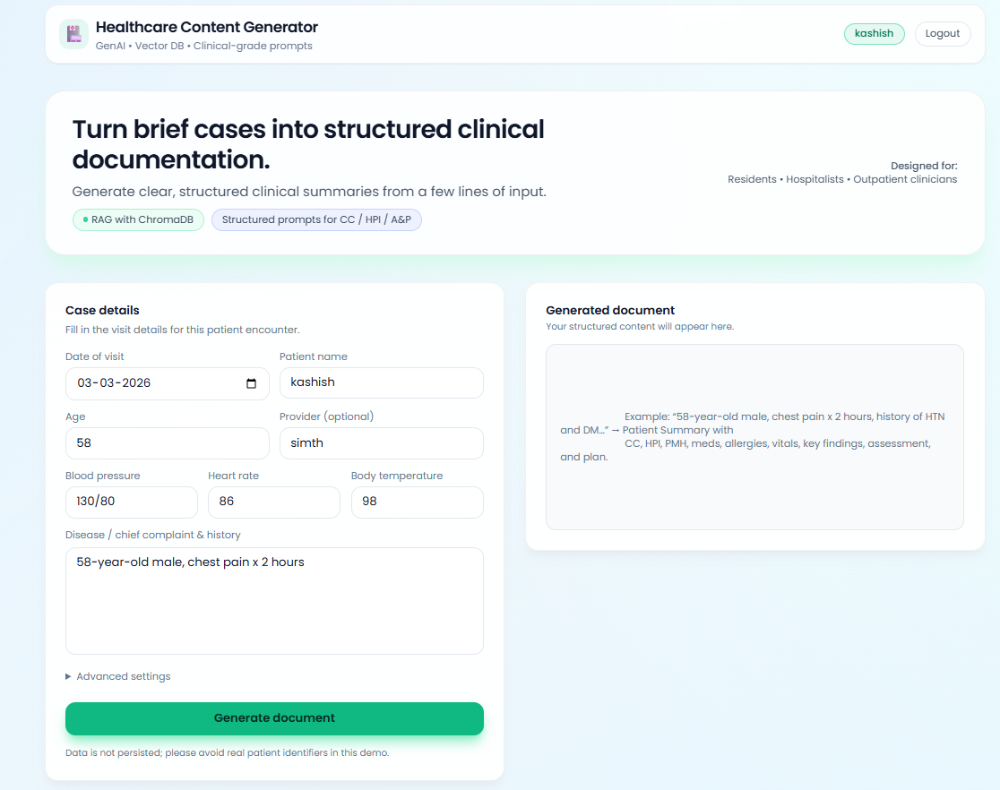 Healthcare Content Generator
GenAI • Vector DB • Clinical-grade prompts
kashish
Logout
Turn brief cases into structured clinical
documentation.
Generate clear, structured clinical summaries from a few lines of input.
RAG with ChromaDB
Structured prompts for CC / HPI / A&P
Designed for:
Residents • Hospitalists • Outpatient clinicians
Case details
Fill in the visit details for this patient encounter.
Date of visit
Patient name
03-03-2026
kashish
Age
Provider (optional)
58
simth
Blood pressure
Heart rate
Body temperature
130/80
86
98
Disease / chief complaint & history
58-year-old male, chest pain x 2 hours
Advanced settings
Generate document
Data is not persisted; please avoid real patient identifiers in this demo.
Generated document
Your structured content will appear here.
Example: “58-year-old male, chest pain x 2 hours, history of HTN
and DM…” → Patient Summary with
CC, HPI, PMH, meds, allergies, vitals, key findings, assessment,
and plan.